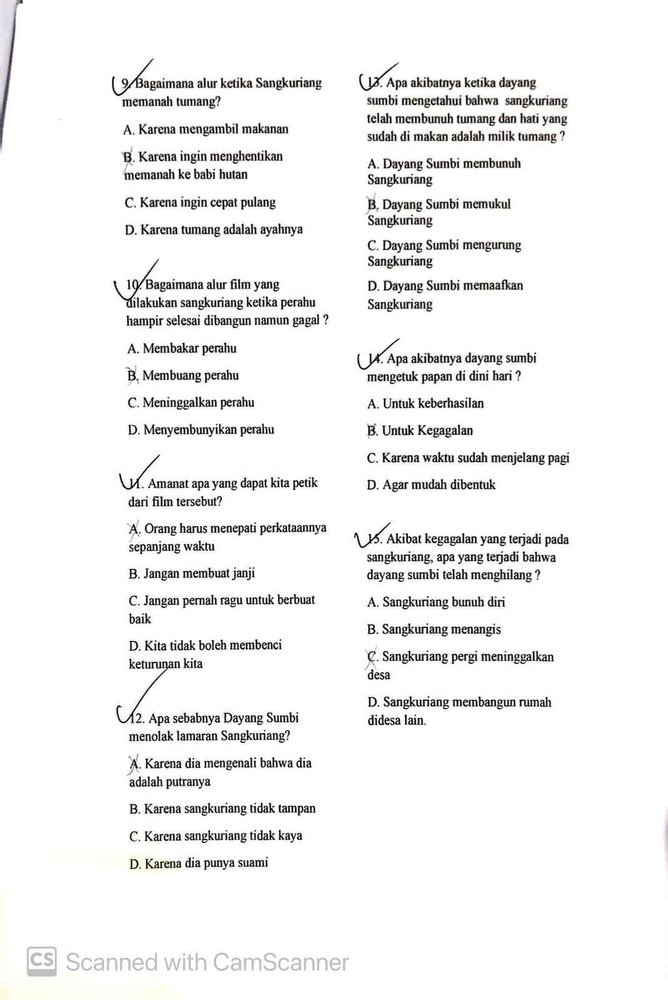 9. Bagaimana alur ketika Sangkuriang
memanah tumang?
A. Karena mengambil makanan
B. Karena ingin menghentikan
memanah ke babi hutan
C. Karena ingin cepat pulang
D. Karena tumang adalah ayahnya
10. Bagaimana alur film yang
dilakukan sangkuriang ketika perahu
hampir selesai dibangun namun gagal ?
A. Membakar perahu
B. Membuang perahu
C. Meninggalkan perahu
D. Menyembunyikan perahu
11. Amanat apa yang dapat kita petik
dari film tersebut?
A. Orang harus menepati perkataannya
sepanjang waktu
B. Jangan membuat janji
C. Jangan pernah ragu untuk berbuat
baik
D. Kita tidak boleh membenci
keturunan kita
12. Apa sebabnya Dayang Sumbi
menolak lamaran Sangkuriang?
A. Karena dia mengenali bahwa dia
adalah putranya
B. Karena sangkuriang tidak tampan
C. Karena sangkuriang tidak kaya
D. Karena dia punya suami
13. Apa akibatnya ketika dayang
sumbi mengetahui bahwa sangkuriang
telah membunuh tumang dan hati yang
sudah di makan adalah milik tumang ?
A. Dayang Sumbi membunuh
Sangkuriang
B. Dayang Sumbi memukul
Sangkuriang
C. Dayang Sumbi mengurung
Sangkuriang
D. Dayang Sumbi memaafkan
Sangkuriang
14. Apa akibatnya dayang sumbi
mengetuk papan di dini hari ?
A. Untuk keberhasilan
B. Untuk Kegagalan
C. Karena waktu sudah menjelang pagi
D. Agar mudah dibentuk
15. Akibat kegagalan yang terjadi pada
sangkuriang, apa yang terjadi bahwa
dayang sumbi telah menghilang ?
A. Sangkuriang bunuh diri
B. Sangkuriang menangis
C. Sangkuriang pergi meninggalkan
desa
D. Sangkuriang membangun rumah
didesa lain.
CS Scanned with CamScanner